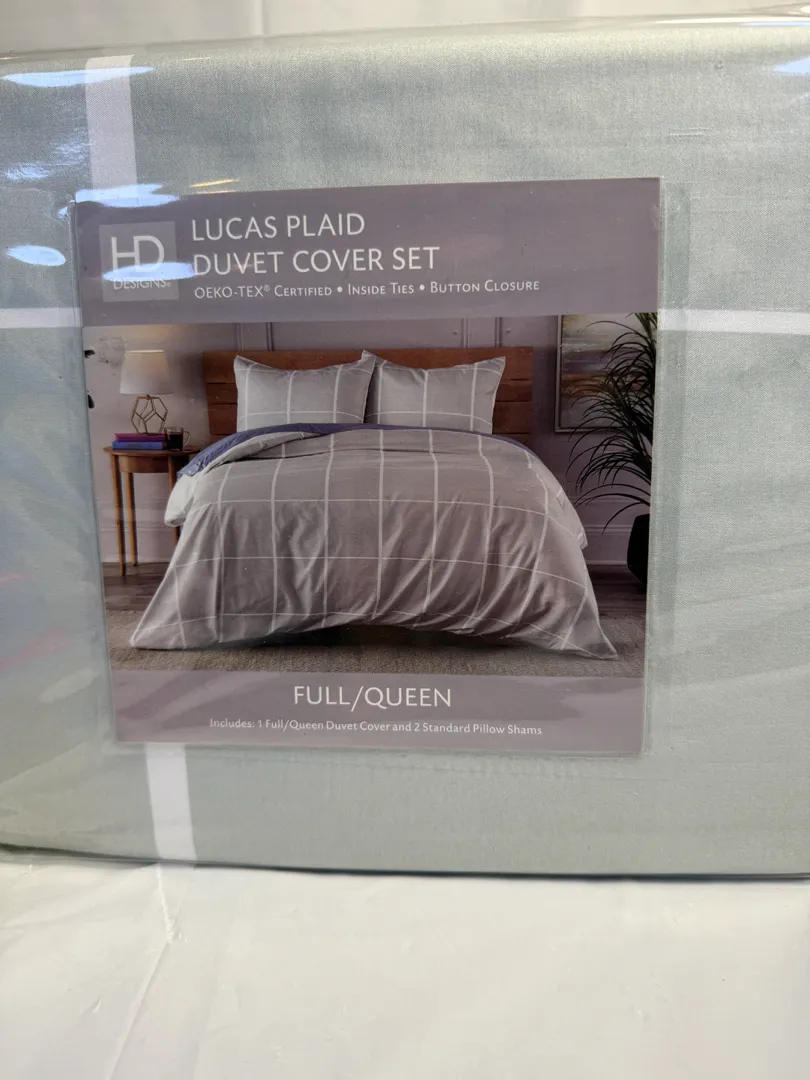 HD
DESIGNS®
LUCAS PLAID
DUVET COVER SET
OEKO-TEX® CERTIFIED • INSIDE TIES • BUTTON CLOSURE
FULL/QUEEN
Includes: 1 Full/Queen Duvet Cover and 2 Standard Pillow Shams